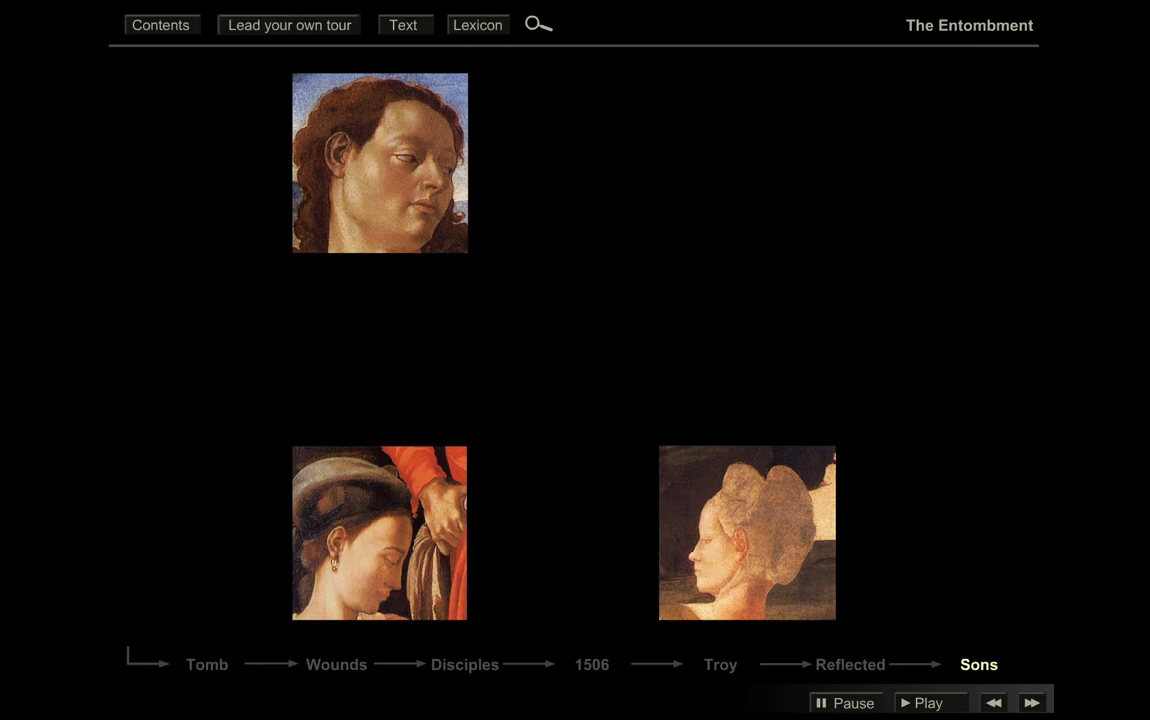 Contents Lead your own tour Text Lexicon The Entombment
Tomb Wounds Disciples 1506 Troy Reflected Sons
Pause Play